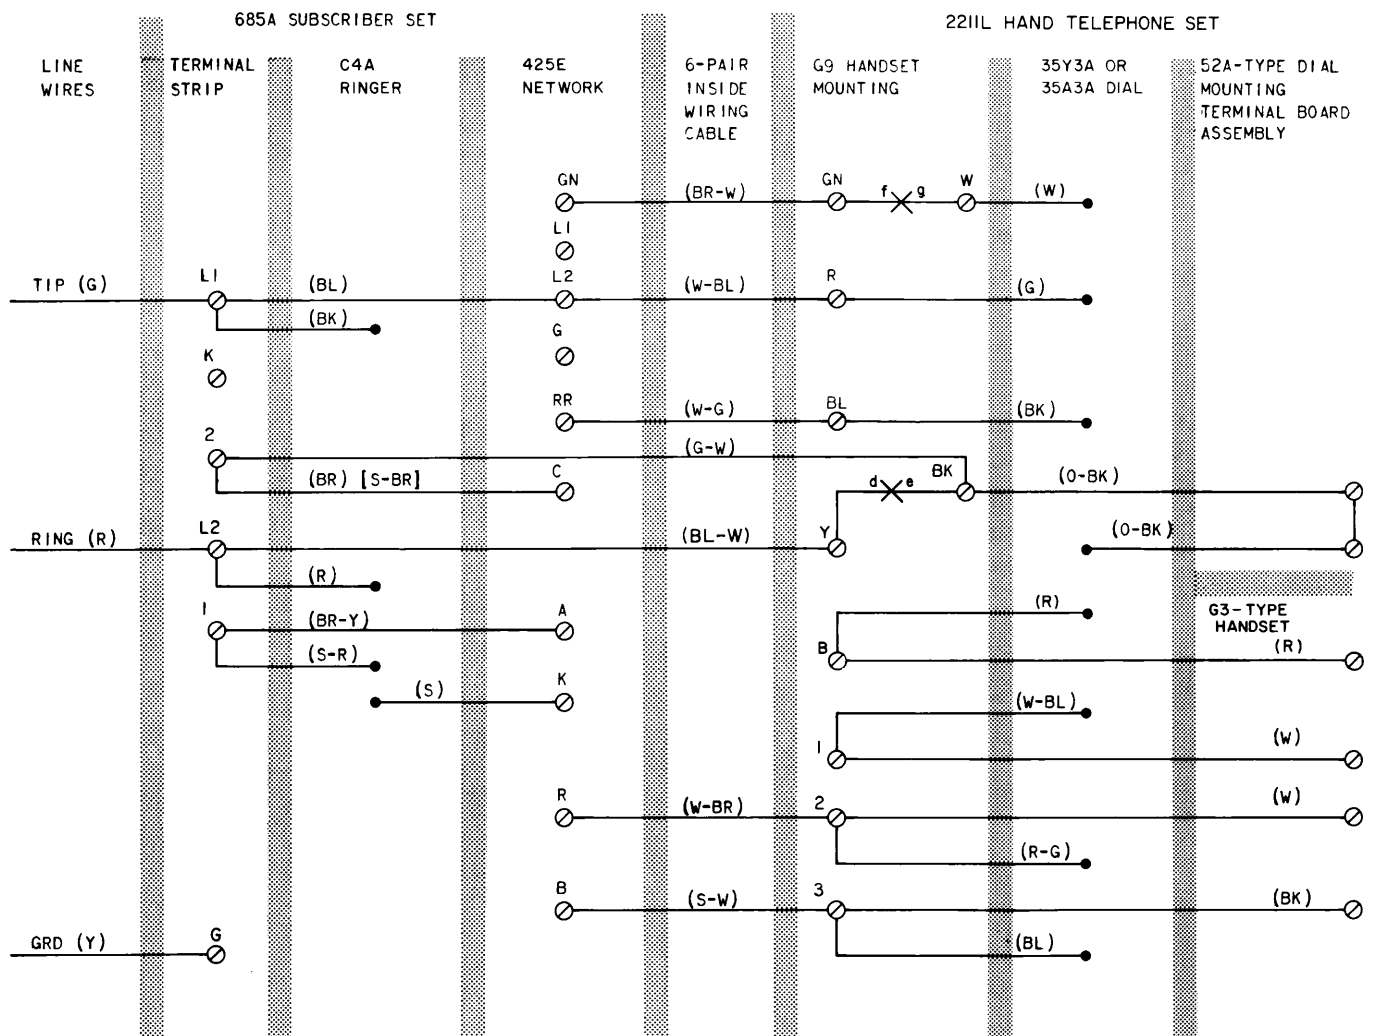 685A SUBSCRIBER SET
2211L HAND TELEPHONE SET
LINE
WIRES
TERMINAL
STRIP
C4A
RINGER
425E
NETWORK
6-PAIR
INSIDE
WIRING
CABLE
G9 HANDSET
MOUNTING
35Y3A OR
35A3A DIAL
52A-TYPE DIAL
MOUNTING
TERMINAL BOARD
ASSEMBLY
GN (BR-W) GN f g W (W)
L1
TIP (G) L1 (BL) L2 (W-BL) R (G)
(BK)
G
K
RR (W-G) BL (BK)
2 (G-W)
(BR) [S-BR] C d e BK (O-BK)
RING (R) L2 (BL-W) Y (O-BK)
(R)
1 (BR-Y) A (R)
G3-TYPE
HANDSET
(S-R) B (R)
(S) K
(W-BL)
1 (W)
R (W-BR) 2 (W)
(R-G)
B (S-W) 3 (BK)
GRD (Y) G (BL)